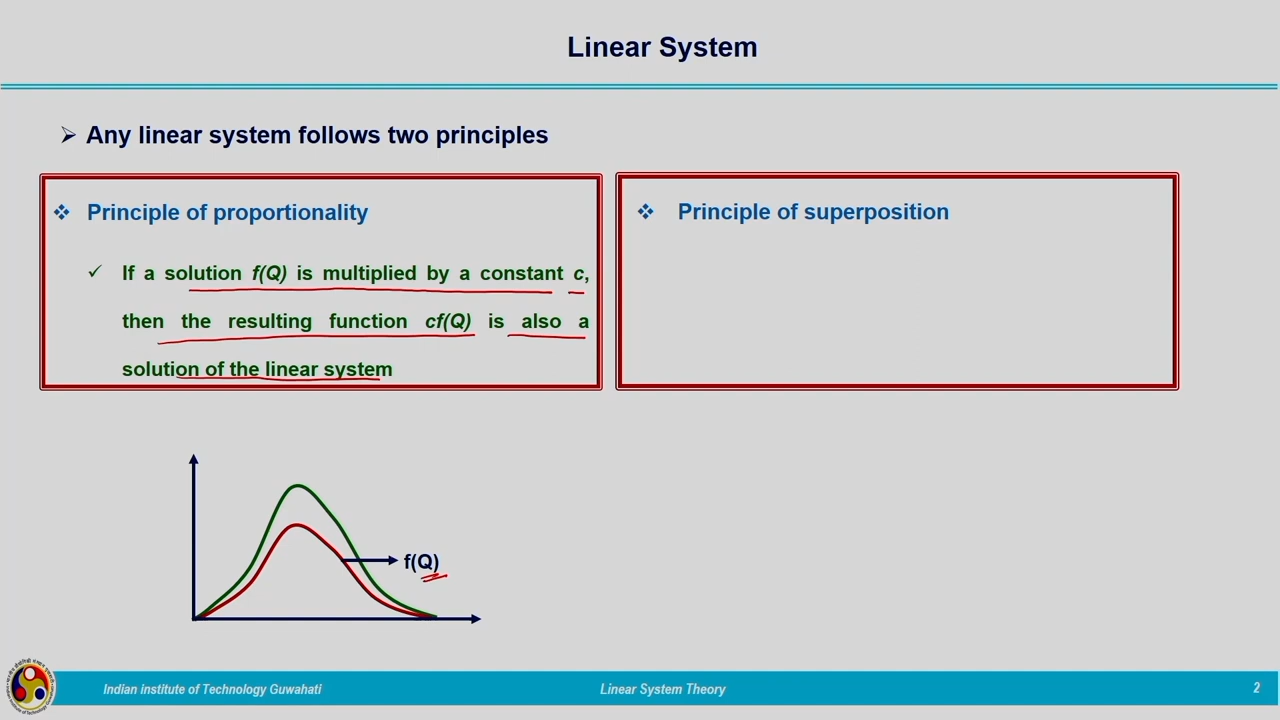 Linear System
Any linear system follows two principles
Principle of proportionality
If a solution f(Q) is multiplied by a constant c,
then the resulting function cf(Q) is also a
solution of the linear system
Principle of superposition
f(Q)
Indian institute of Technology Guwahati
Linear System Theory
2